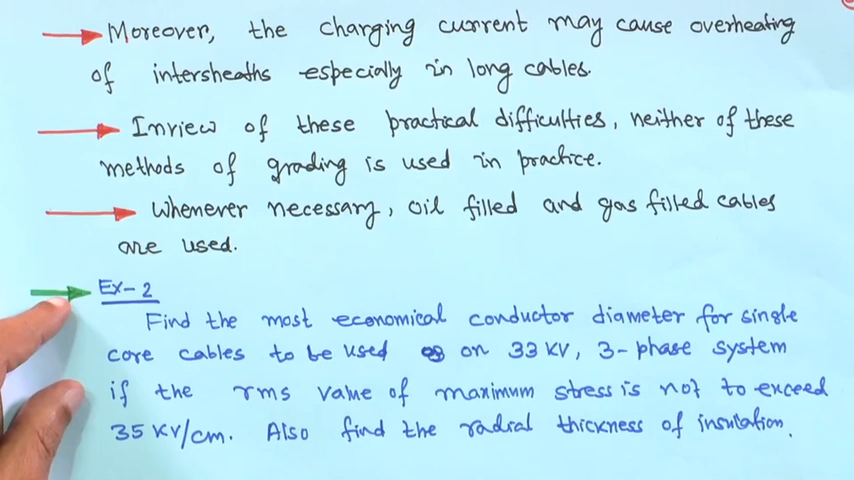 Moreover, the charging current may cause overheating
of intersheaths especially in long cables.
Inview of these practical difficulties, neither of these
methods of grading is used in practice.
Whenever necessary, oil filled and gas filled cables
are used.
Ex-2
Find the most economical conductor diameter for single
core cables to be used on 33 KV, 3-phase system
if the rms value of maximum stress is not to exceed
35 KV/cm. Also find the radial thickness of insulation.